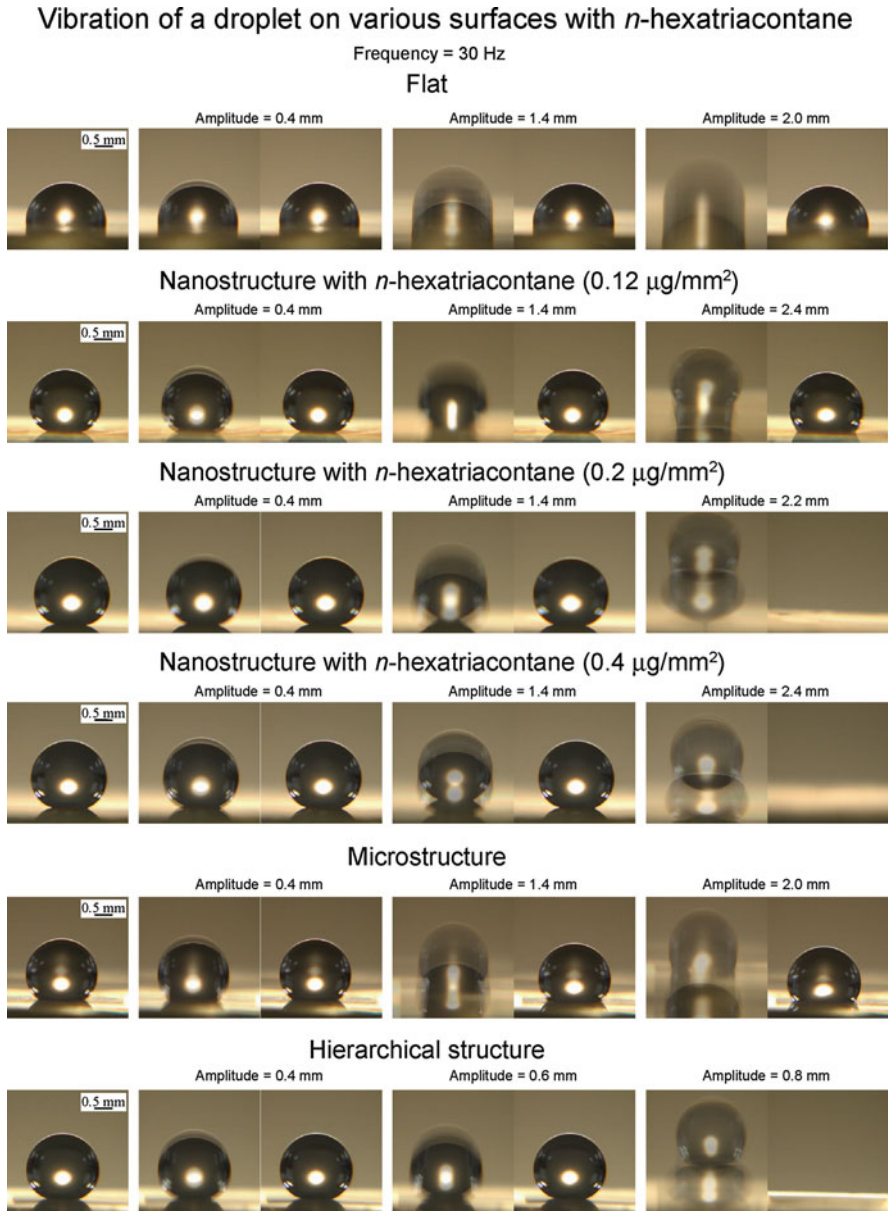 Vibration of a droplet on various surfaces with n-hexatriacontane
Frequency = 30 Hz
Flat
Amplitude = 0.4 mm Amplitude = 1.4 mm Amplitude = 2.0 mm
0.5 mm
Nanostructure with n-hexatriacontane (0.12 μg/mm²)
Amplitude = 0.4 mm Amplitude = 1.4 mm Amplitude = 2.4 mm
0.5 mm
Nanostructure with n-hexatriacontane (0.2 μg/mm²)
Amplitude = 0.4 mm Amplitude = 1.4 mm Amplitude = 2.2 mm
0.5 mm
Nanostructure with n-hexatriacontane (0.4 μg/mm²)
Amplitude = 0.4 mm Amplitude = 1.4 mm Amplitude = 2.4 mm
0.5 mm
Microstructure
Amplitude = 0.4 mm Amplitude = 1.4 mm Amplitude = 2.0 mm
0.5 mm
Hierarchical structure
Amplitude = 0.4 mm Amplitude = 0.6 mm Amplitude = 0.8 mm
0.5 mm